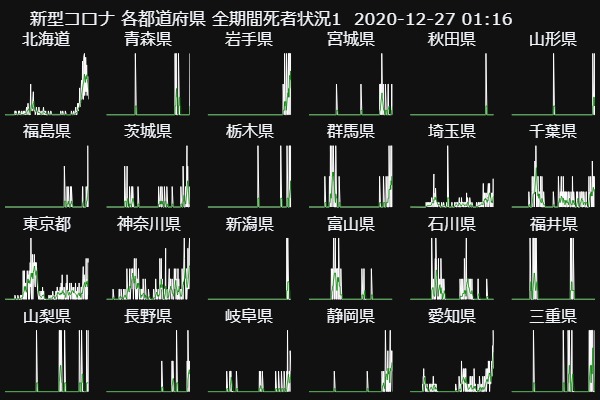 新型コロナ 各都道府県 全期間死者状況1 2020-12-27 01:16
北海道 青森県 岩手県 宮城県 秋田県 山形県
福島県 茨城県 栃木県 群馬県 埼玉県 千葉県
東京都 神奈川県 新潟県 富山県 石川県 福井県
山梨県 長野県 岐阜県 静岡県 愛知県 三重県